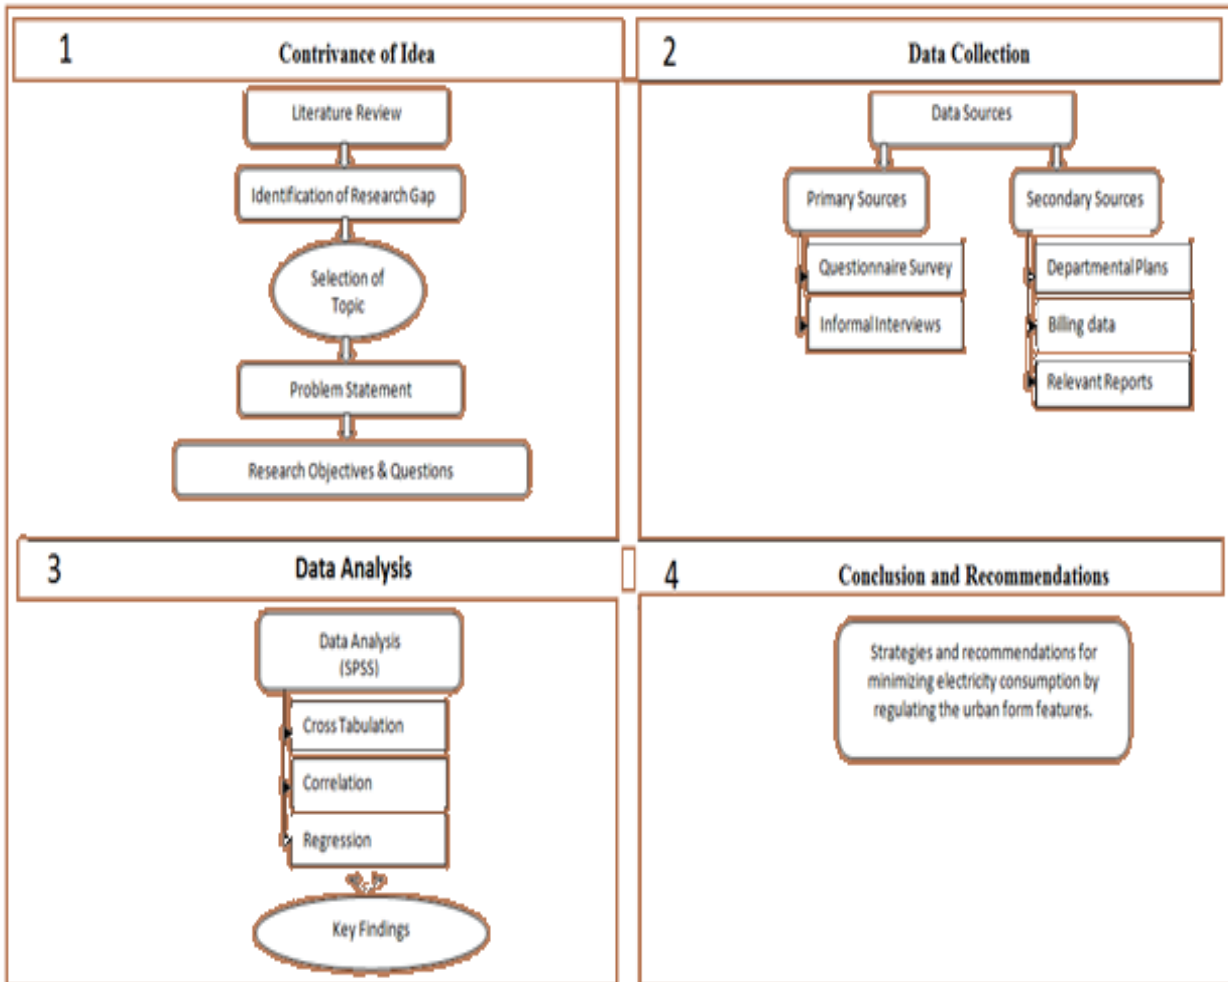 1
Contrivance of Idea
Literature Review
Identification of Research Gap
Selection of
Topic
Problem Statement
Research Objectives & Questions
2
Data Collection
Data Sources
Primary Sources
Secondary Sources
Questionnaire Survey
Informal Interviews
Departmental Plans
Billing data
Relevant Reports
3
Data Analysis
Data Analysis
(SPSS)
Cross Tabulation
Correlation
Regression
Key Findings
4
Conclusion and Recommendations
Strategies and recommendations for
minimizing electricity consumption by
regulating the urban form features.